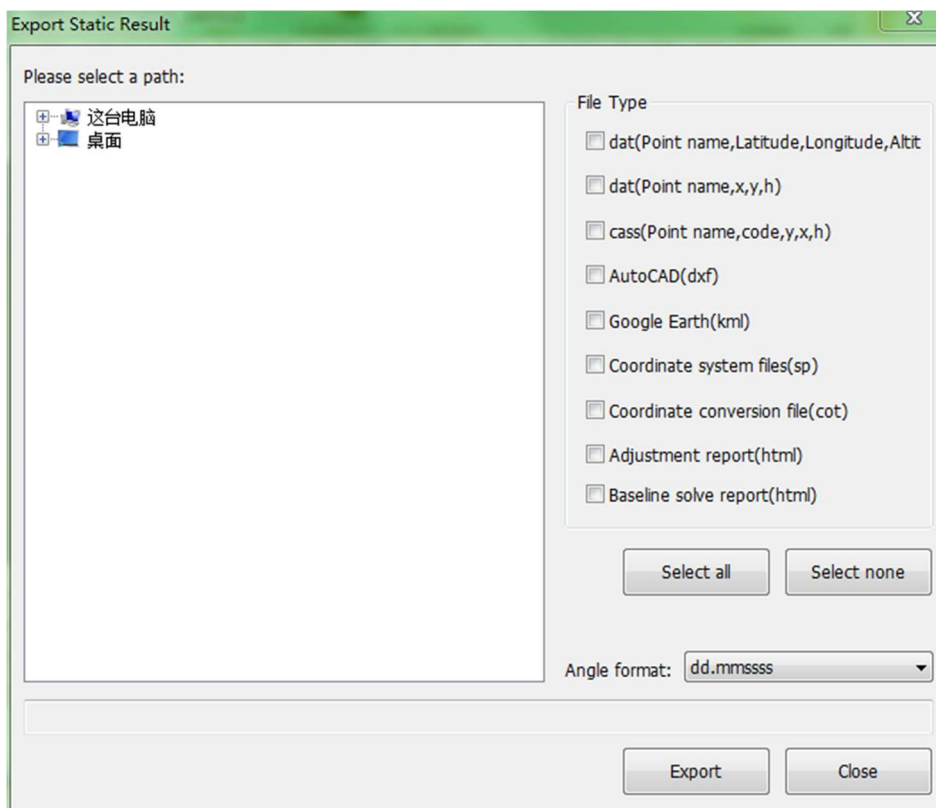 Export Static Result
Please select a path:
这台电脑
桌面
File Type
dat(Point name,Latitude,Longitude,Altit
dat(Point name,x,y,h)
cass(Point name,code,y,x,h)
AutoCAD(dxf)
Google Earth(kml)
Coordinate system files(sp)
Coordinate conversion file(cot)
Adjustment report(html)
Baseline solve report(html)
Select all
Select none
Angle format:
dd.mmssss
Export
Close